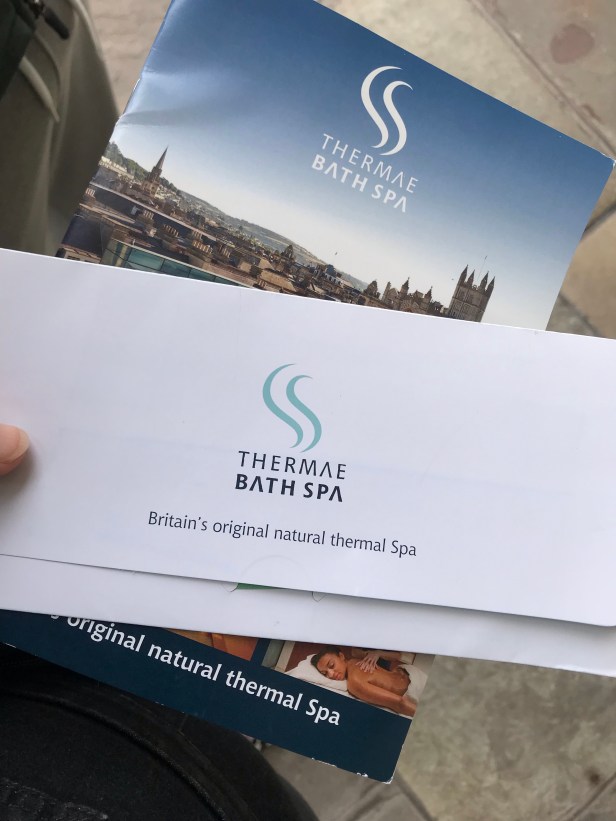 THERMAE
BATH SPA
THERMAE
BATH SPA
Britain's original natural thermal Spa
original natural thermal Spa